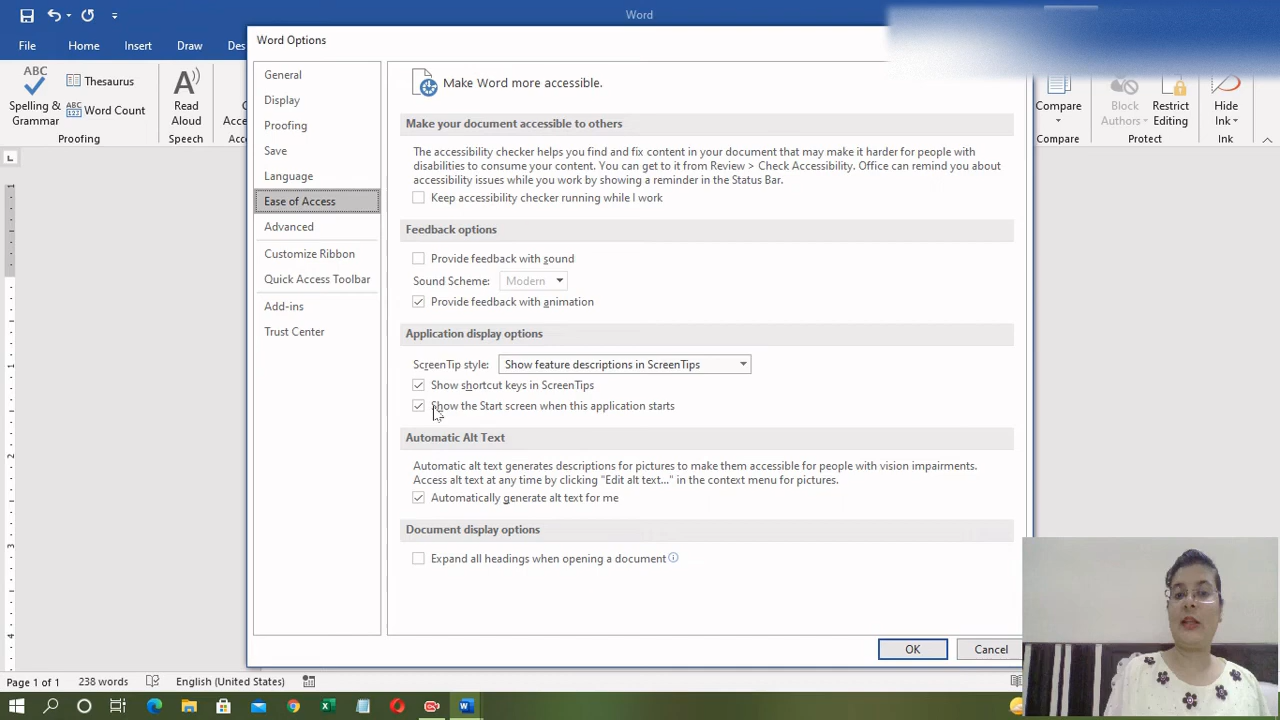 Word
File
Home
Insert
Draw
Des
ABC
Spelling &
Grammar
Thesaurus
ABC
123
Word Count
Proofing
Read
Aloud
Speech
Compare
Compare
Block
Authors
Restrict
Editing
Protect
Hide
Ink
Ink
Word Options
General
Display
Proofing
Save
Language
Ease of Access
Advanced
Customize Ribbon
Quick Access Toolbar
Add-ins
Trust Center
Make Word more accessible.
Make your document accessible to others
The accessibility checker helps you find and fix content in your document that may make it harder for people with
disabilities to consume your content. You can get to it from Review > Check Accessibility. Office can remind you about
accessibility issues while you work by showing a reminder in the Status Bar.
Keep accessibility checker running while I work
Feedback options
Provide feedback with sound
Sound Scheme: Modern
Provide feedback with animation
Application display options
ScreenTip style: Show feature descriptions in ScreenTips
Show shortcut keys in ScreenTips
Show the Start screen when this application starts
Automatic Alt Text
Automatic alt text generates descriptions for pictures to make them accessible for people with vision impairments.
Access alt text at any time by clicking "Edit alt text..." in the context menu for pictures.
Automatically generate alt text for me
Document display options
Expand all headings when opening a document
OK
Cancel
1
1
2
3
4
Page 1 of 1
238 words
English (United States)